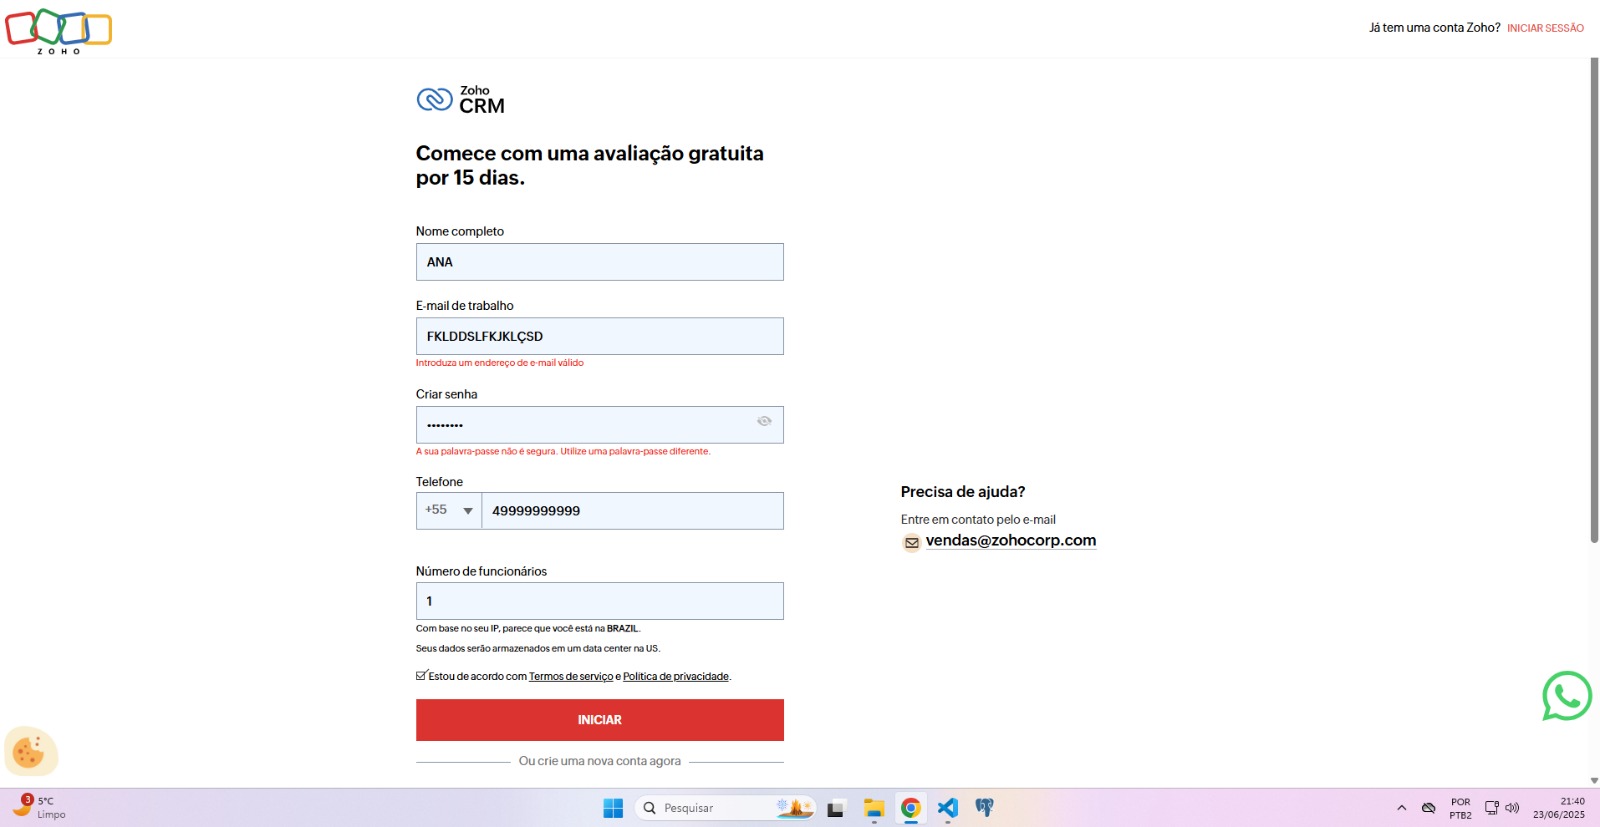 ZOHO
Já tem uma conta Zoho? INICIAR SESSÃO
Zoho
CRM
Comece com uma avaliação gratuita
por 15 dias.
Nome completo
ANA
E-mail de trabalho
FKLDDSLFKJKLÇSD
Introduza um endereço de e-mail válido
Criar senha
••••••••
A sua palavra-passe não é segura. Utilize uma palavra-passe diferente.
Telefone
+55 49999999999
Número de funcionários
1
Com base no seu IP, parece que você está na BRAZIL.
Seus dados serão armazenados em um data center na US.
Estou de acordo com Termos de serviço e Política de privacidade.
INICIAR
Ou crie uma nova conta agora
Precisa de ajuda?
Entre em contato pelo e-mail
vendas@zohocorp.com
3
5°C
Limpo
Pesquisar
POR
PTB2
21:40
23/06/2025